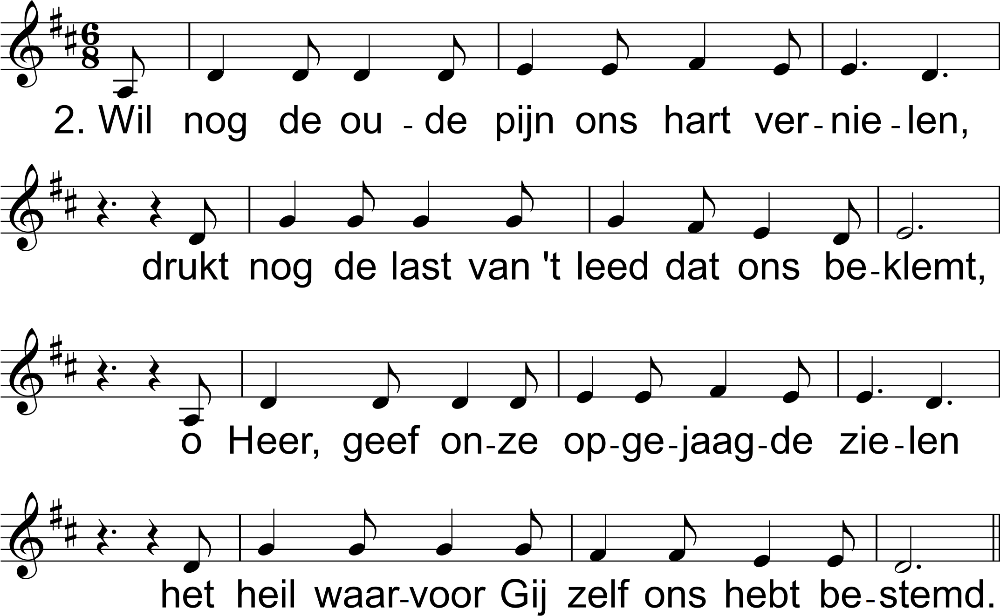 2. Wil nog de ou - de pijn ons hart ver - nie - len,
drukt nog de last van 't leed dat ons be - klemt,
o Heer, geef on - ze op - ge - jaag - de zie - len
het heil waar - voor Gij zelf ons hebt be - stemd.